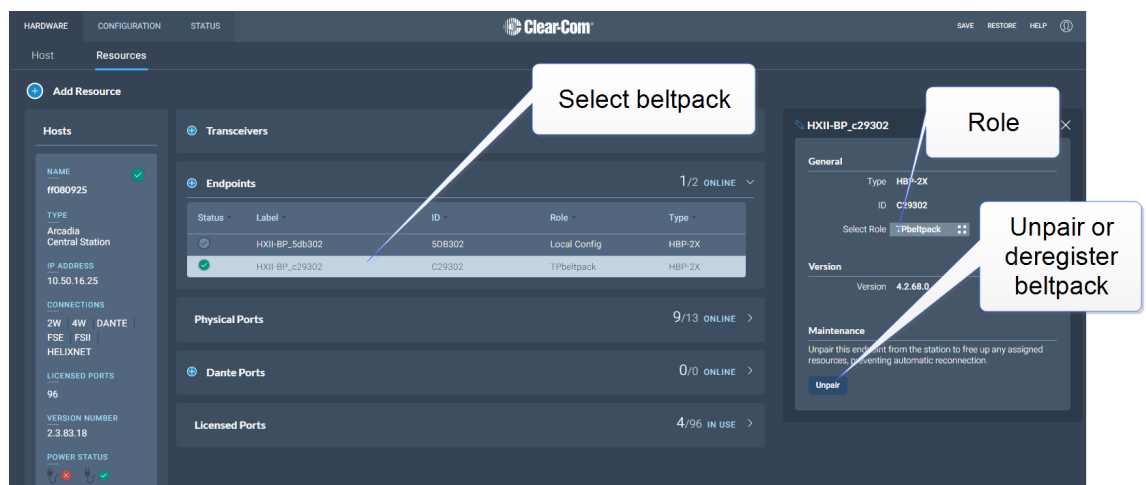 HARDWARE CONFIGURATION STATUS Clear-Com SAVE RESTORE HELP
Host Resources
Add Resource
Hosts
NAME
ff080925
TYPE
Arcadia
Central Station
IP ADDRESS
10.50.16.25
CONNECTIONS
2W 4W DANTE
FSE FSII
HELIXNET
LICENSED PORTS
96
VERSION NUMBER
2.3.83.18
POWER STATUS
Transceivers
Endpoints 1/2 ONLINE
Status Label ID Role Type
HXII-BP_5db302 5DB302 Local Config HBP-2X
HXII-BP_c29302 C29302 TPbeltpack HBP-2X
Physical Ports 9/13 ONLINE
Dante Ports 0/0 ONLINE
Licensed Ports 4/96 IN USE
Select beltpack
HXII-BP_c29302
Role
General
Type HBP-2X
ID C29302
Select Role TPbeltpack
Unpair or
deregister
beltpack
Version
Version 4.2.68.0
Maintenance
Unpair this endpoint from the station to free up any assigned
resources, preventing automatic reconnection.
Unpair